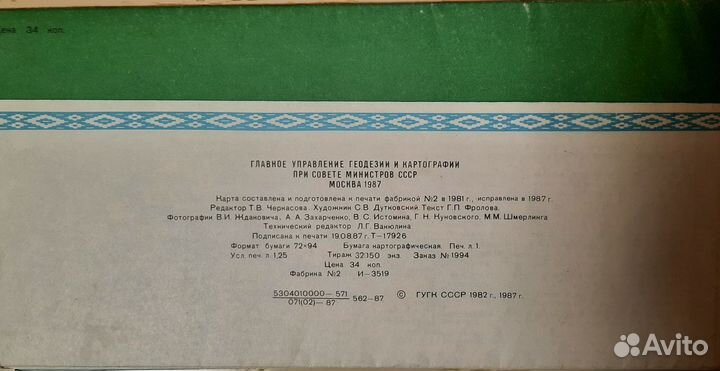 Цена 34 коп.
ГЛАВНОЕ УПРАВЛЕНИЕ ГЕОДЕЗИИ И КАРТОГРАФИИ
ПРИ СОВЕТЕ МИНИСТРОВ СССР
МОСКВА 1987
Карта составлена и подготовлена к печати фабрикой №2 в 1981 г., исправлена в 1987 г.
Редактор Т.В. Черкасова. Художник С.В. Дутковский. Текст Г.П. Фролова.
Фотографии В.И. Ждановича, А.А. Захарченко, В.С. Истомина, Г.Н. Куновского, М.М. Шмерлинга
Технический редактор Л.Г. Ванюлина
Подписана к печати 19.08.87 г. Т-17926
Формат бумаги 72×94 Бумага картографическая. Печ. л. 1.
Усл. печ. л. 1,25 Тираж 32150 экз. Заказ №1994
Цена 34 коп.
Фабрика №2 И-3519
5304010000-571
071(02)-87
562-87 © ГУГК СССР 1982 г., 1987 г.
Avito